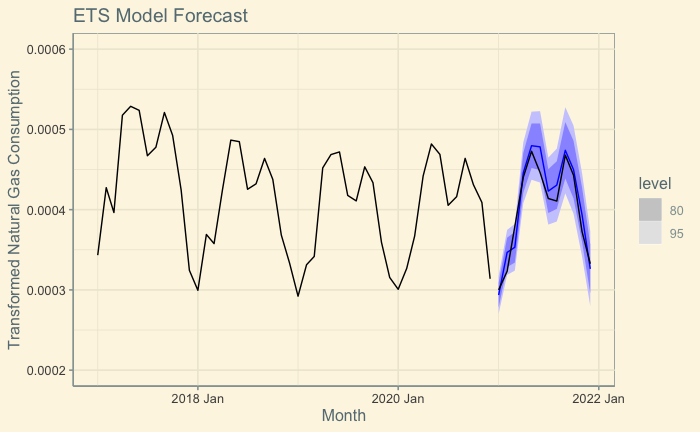 ETS Model Forecast
Transformed Natural Gas Consumption
0.0006
0.0005
0.0004
0.0003
0.0002
2018 Jan
2020 Jan
2022 Jan
Month
level
80
95